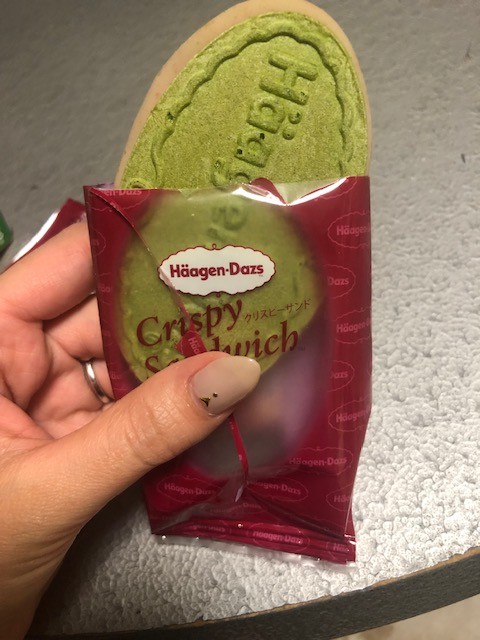 Häagen-
Häagen-Dazs
Crispy クリスピーサンド
Sandwich
Häagen-Dazs
Häagen-Dazs
Häagen-Dazs
Häagen-Dazs
Häagen-Dazs